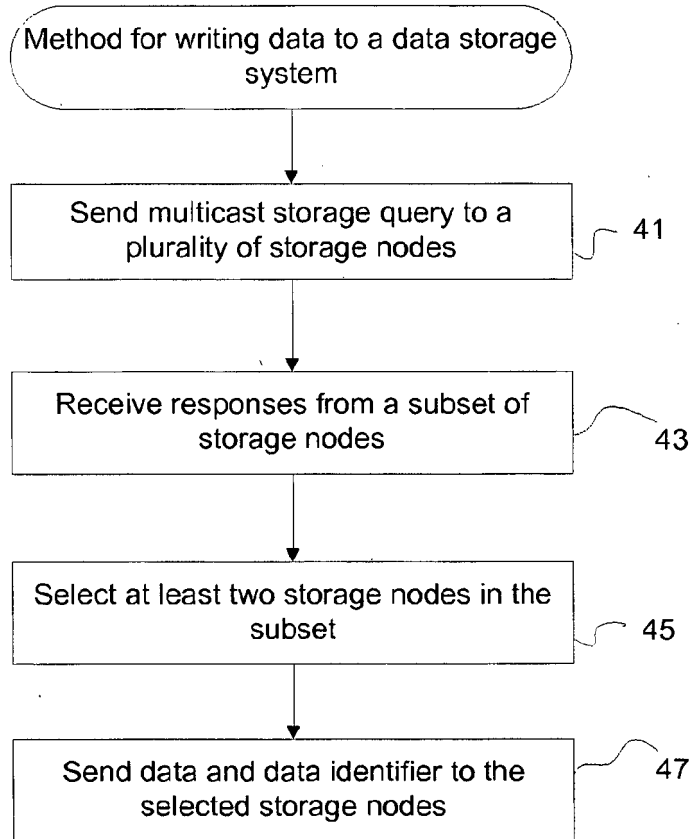 Method for writing data to a data storage
system
Send multicast storage query to a
plurality of storage nodes
41
Receive responses from a subset of
storage nodes
43
Select at least two storage nodes in the
subset
45
Send data and data identifier to the
selected storage nodes
47